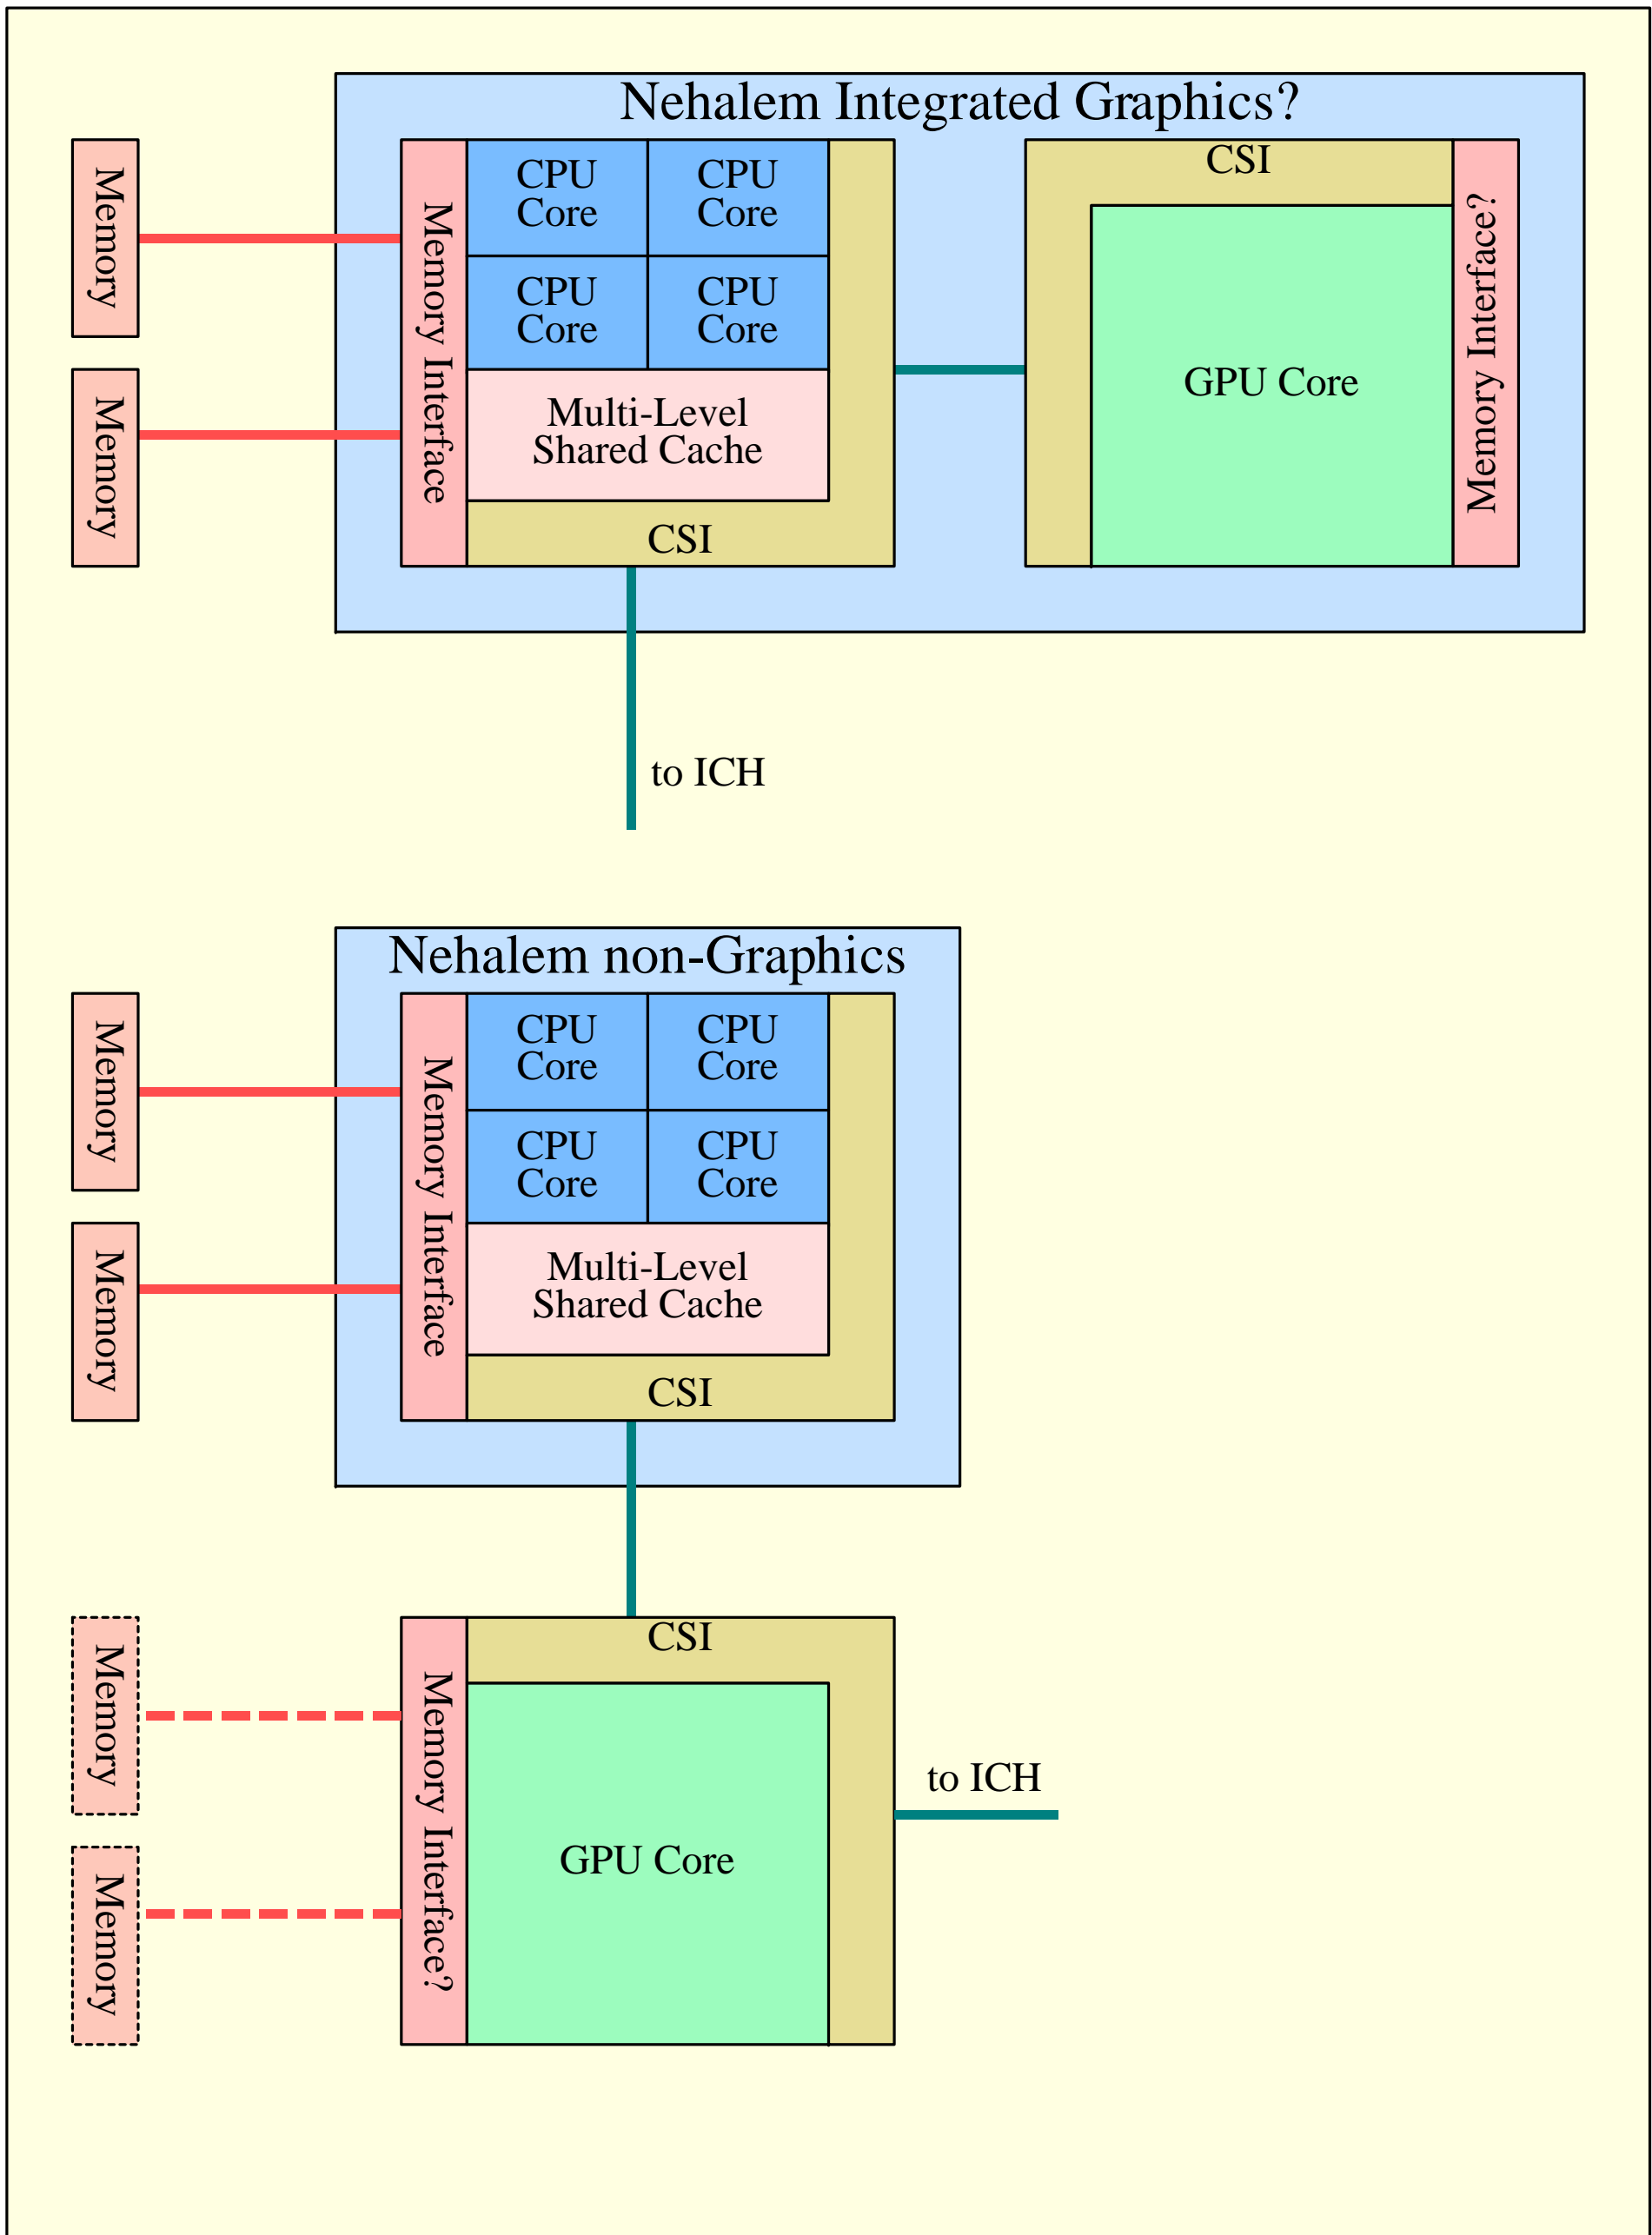 Nehalem Integrated Graphics?
Memory
Memory
Memory Interface
CPU
Core
CPU
Core
CPU
Core
CPU
Core
Multi-Level
Shared Cache
CSI
CSI
GPU Core
Memory Interface?
to ICH
Nehalem non-Graphics
Memory
Memory
Memory Interface
CPU
Core
CPU
Core
CPU
Core
CPU
Core
Multi-Level
Shared Cache
CSI
Memory
Memory
Memory Interface?
CSI
GPU Core
to ICH